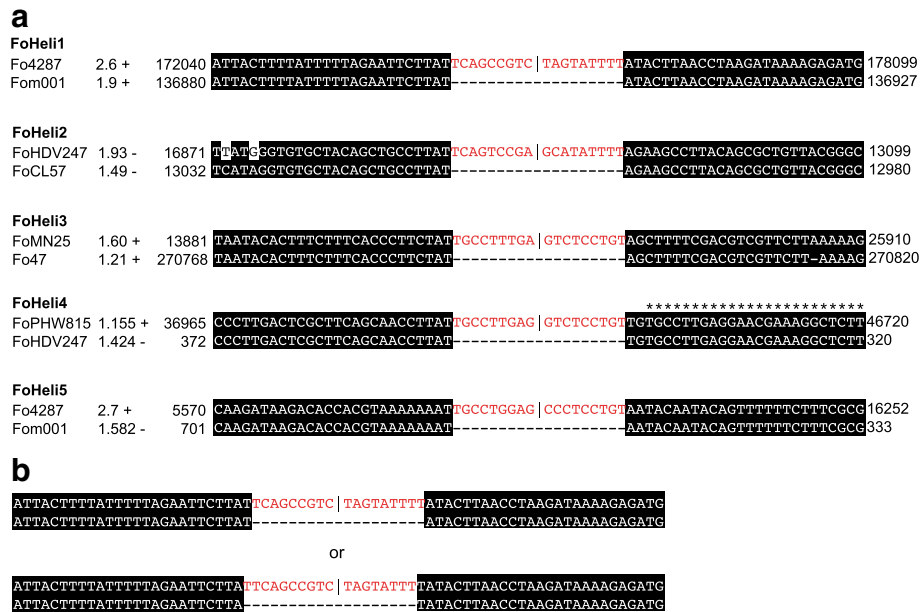 a
FoHeli1
Fo4287 2.6 + 172040 ATTACTTTTATTTTTAGAATTCTTATTCAGCCGTC|TAGTATTTTATACTTAACCTAAGATAAAAGAGATG 178099
Fom001 1.9 + 136880 ATTACTTTTATTTTTAGAATTCTTAT-------------------ATACTTAACCTAAGATAAAAGAGATG 136927
FoHeli2
FoHDV247 1.93 - 16871 TTATGGGTGTGCTACAGCTGCCTTATTCAGTCCGA|GCATATTTTAGAAGCCTTACAGCGCTGTTACGGGC 13099
FoCL57 1.49 - 13032 TCATAGGTGTGCTACAGCTGCCTTAT-------------------AGAAGCCTTACAGCGCTGTTACGGGC 12980
FoHeli3
FoMN25 1.60 + 13881 TAATACACTTTCTTTCACCCTTCTATTGCCTTTGA|GTCTCCTGTAGCTTTTCGACGTCGTTCTTAAAAAG 25910
Fo47 1.21 + 270768 TAATACACTTTCTTTCACCCTTCTAT-------------------AGCTTTTCGACGTCGTTCTT-AAAAG 270820
FoHeli4
************************
FoPHW815 1.155 + 36965 CCCTTGACTCGCTTCAGCAACCTTATTGCCTTGAG|GTCTCCTGTTGTGCCTTGAGGAACGAAAGGCTCTT 46720
FoHDV247 1.424 - 372 CCCTTGACTCGCTTCAGCAACCTTAT-------------------TGTGCCTTGAGGAACGAAAGGCTCTT 320
FoHeli5
Fo4287 2.7 + 5570 CAAGATAAGACACCACGTAAAAAAATTGCCTGGAG|CCCTCCTGTAATACAATACAGTTTTTTCTTTCGCG 16252
Fom001 1.582 - 701 CAAGATAAGACACCACGTAAAAAAAT-------------------AATACAATACAGTTTTTTCTTTCGCG 333
b
ATTACTTTTATTTTTAGAATTCTTATTCAGCCGTC|TAGTATTTTATACTTAACCTAAGATAAAAGAGATG
ATTACTTTTATTTTTAGAATTCTTAT-------------------ATACTTAACCTAAGATAAAAGAGATG
or
ATTACTTTTATTTTTAGAATTCTTATTCAGCCGTC|TAGTATTTTATACTTAACCTAAGATAAAAGAGATG
ATTACTTTTATTTTTAGAATTCTTA-------------------TATACTTAACCTAAGATAAAAGAGATG